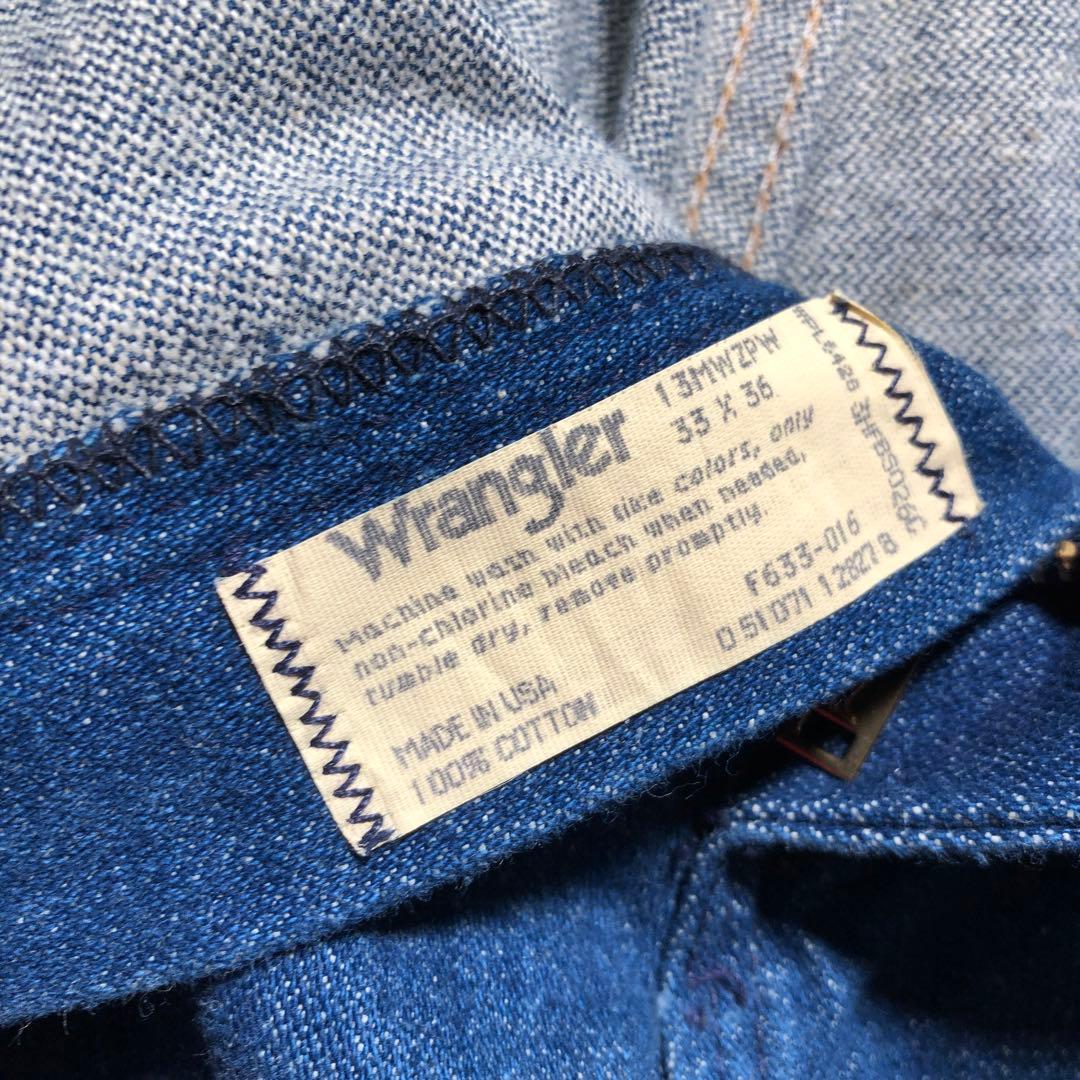 Wrangler
13MWZPW
33 X 36
Machine wash with like colors, only
non-chlorine bleach when needed,
tumble dry, remove promptly.
MADE IN USA
100% COTTON
F633-016
0 51071 12827 8